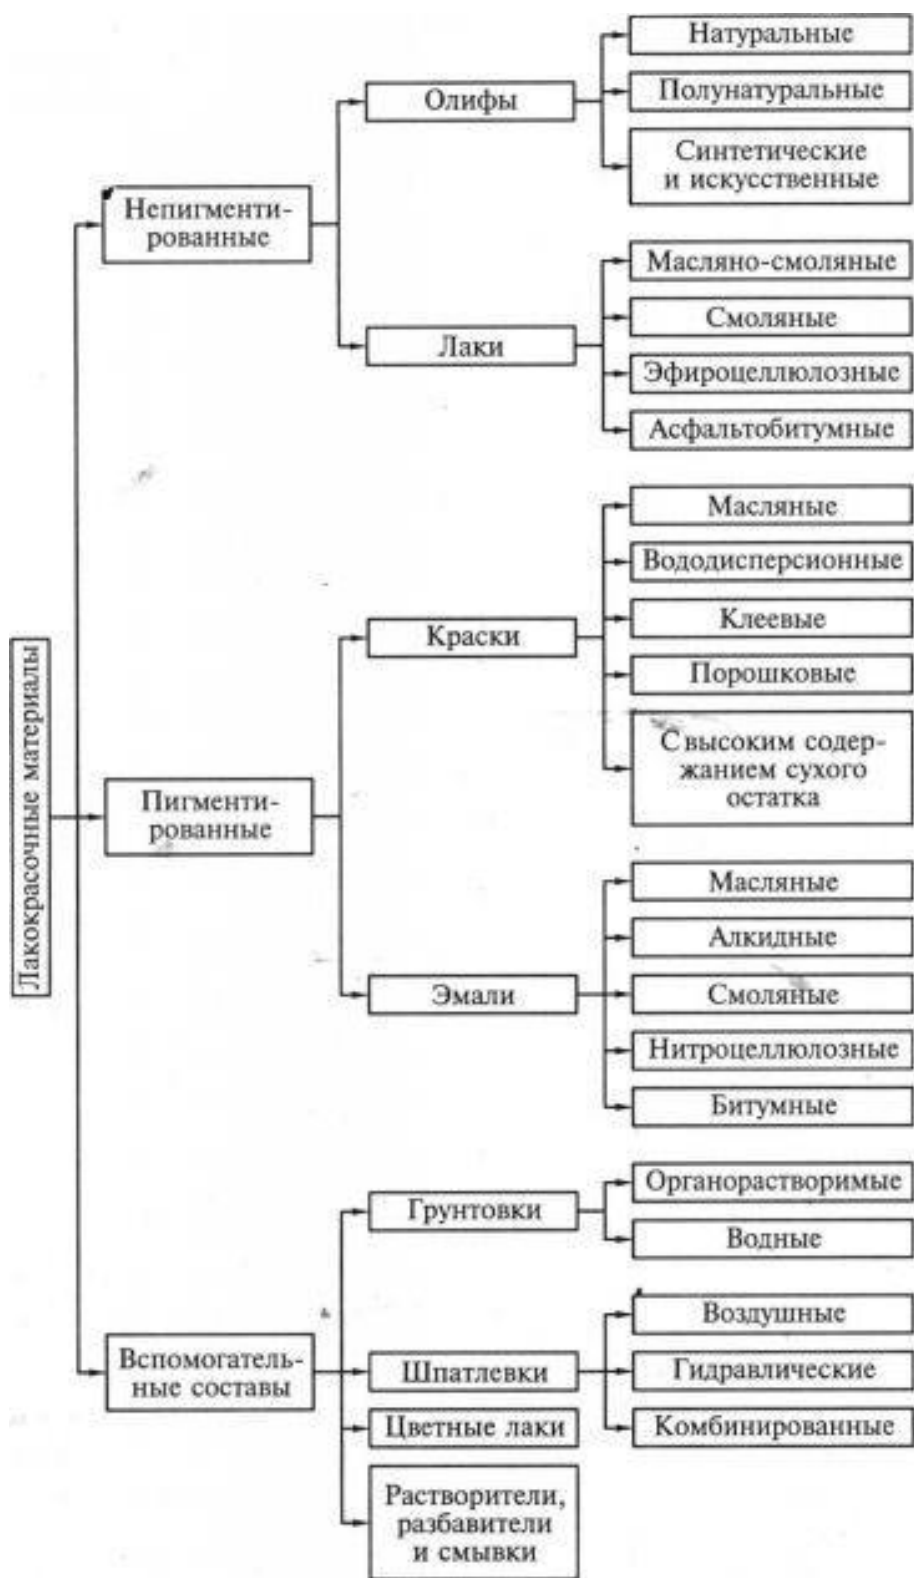 Лакокрасочные материалы
Непигменти-
рованные
Олифы
Натуральные
Полунатуральные
Синтетические
и искусственные
Лаки
Масляно-смоляные
Смоляные
Эфироцеллюлозные
Асфальтобитумные
Пигменти-
рованные
Краски
Масляные
Вододисперсионные
Клеевые
Порошковые
С высоким содер-
жанием сухого
остатка
Эмали
Масляные
Алкидные
Смоляные
Нитроцеллюлозные
Битумные
Вспомогатель-
ные составы
Грунтовки
Органорастворимые
Водные
Шпатлевки
Воздушные
Гидравлические
Комбинированные
Цветные лаки
Растворители,
разбавители
и смывки